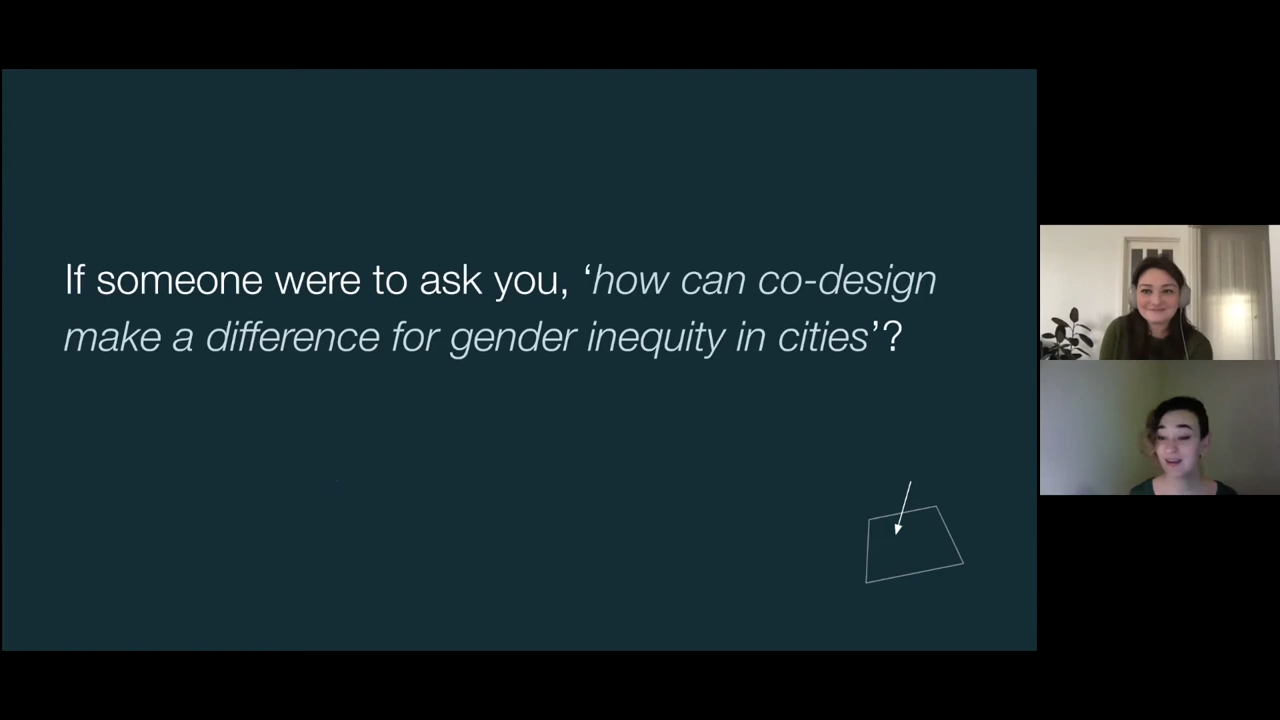 If someone were to ask you, ‘how can co-design
make a difference for gender inequity in cities’?